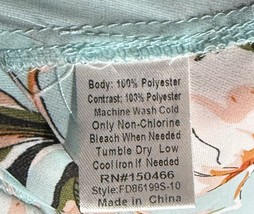 Body: 100% Polyester
Contrast: 100% Polyester
Machine Wash Cold
Only Non-Chlorine
Bleach When Needed
Tumble Dry Low
Cool Iron If Needed
RN#150466
Style:FD86199S-10
Made in China